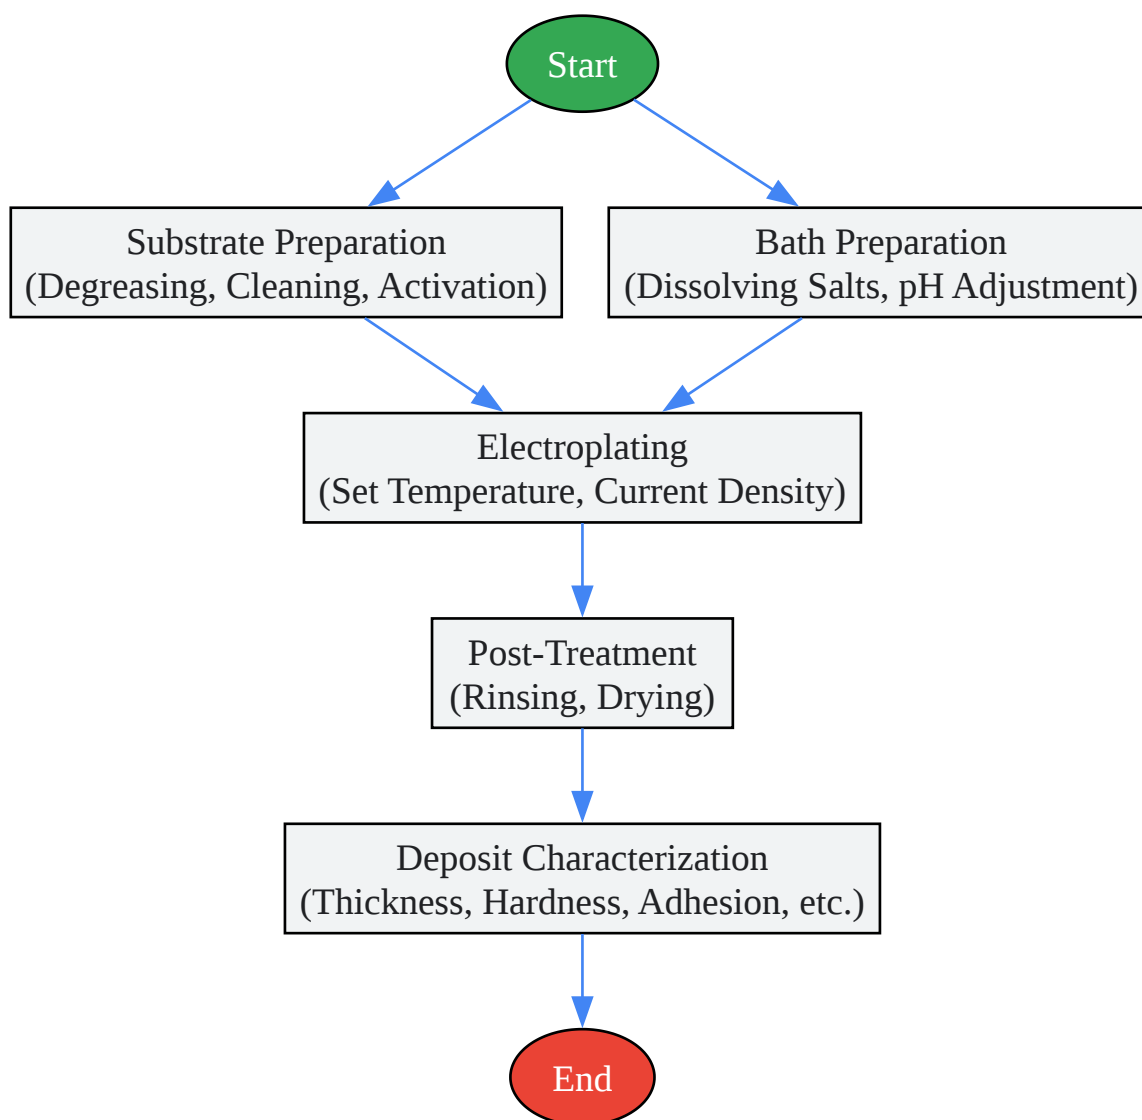 Start
Substrate Preparation
(Degreasing, Cleaning, Activation)
Bath Preparation
(Dissolving Salts, pH Adjustment)
Electroplating
(Set Temperature, Current Density)
Post-Treatment
(Rinsing, Drying)
Deposit Characterization
(Thickness, Hardness, Adhesion, etc.)
End